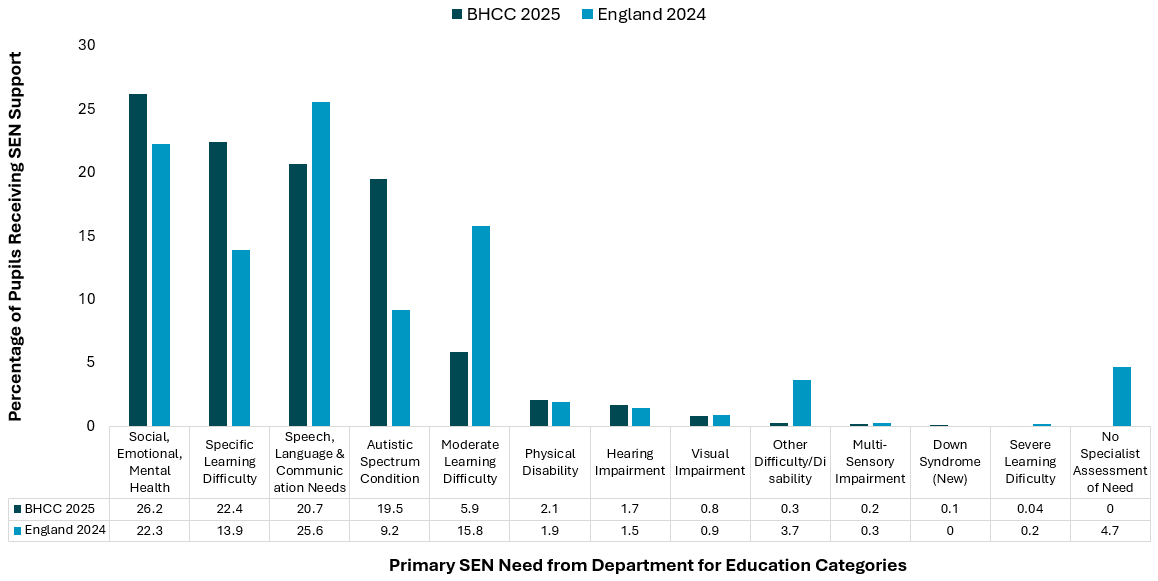 BHCC 2025 England 2024
Percentage of Pupils Receiving SEN Support
30
25
20
15
10
5
0
Social,
Emotional,
Mental
Health
Specific
Learning
Difficulty
Speech,
Language &
Communic
ation Needs
Autistic
Spectrum
Condition
Moderate
Learning
Difficulty
Physical
Disability
Hearing
Impairment
Visual
Impairment
Other
Difficulty/Di
sability
Multi-
Sensory
Impairment
Down
Syndrome
(New)
Severe
Learning
Dificulty
No
Specialist
Assessment
of Need
BHCC 2025 26.2 22.4 20.7 19.5 5.9 2.1 1.7 0.8 0.3 0.2 0.1 0.04 0
England 2024 22.3 13.9 25.6 9.2 15.8 1.9 1.5 0.9 3.7 0.3 0 0.2 4.7
Primary SEN Need from Department for Education Categories